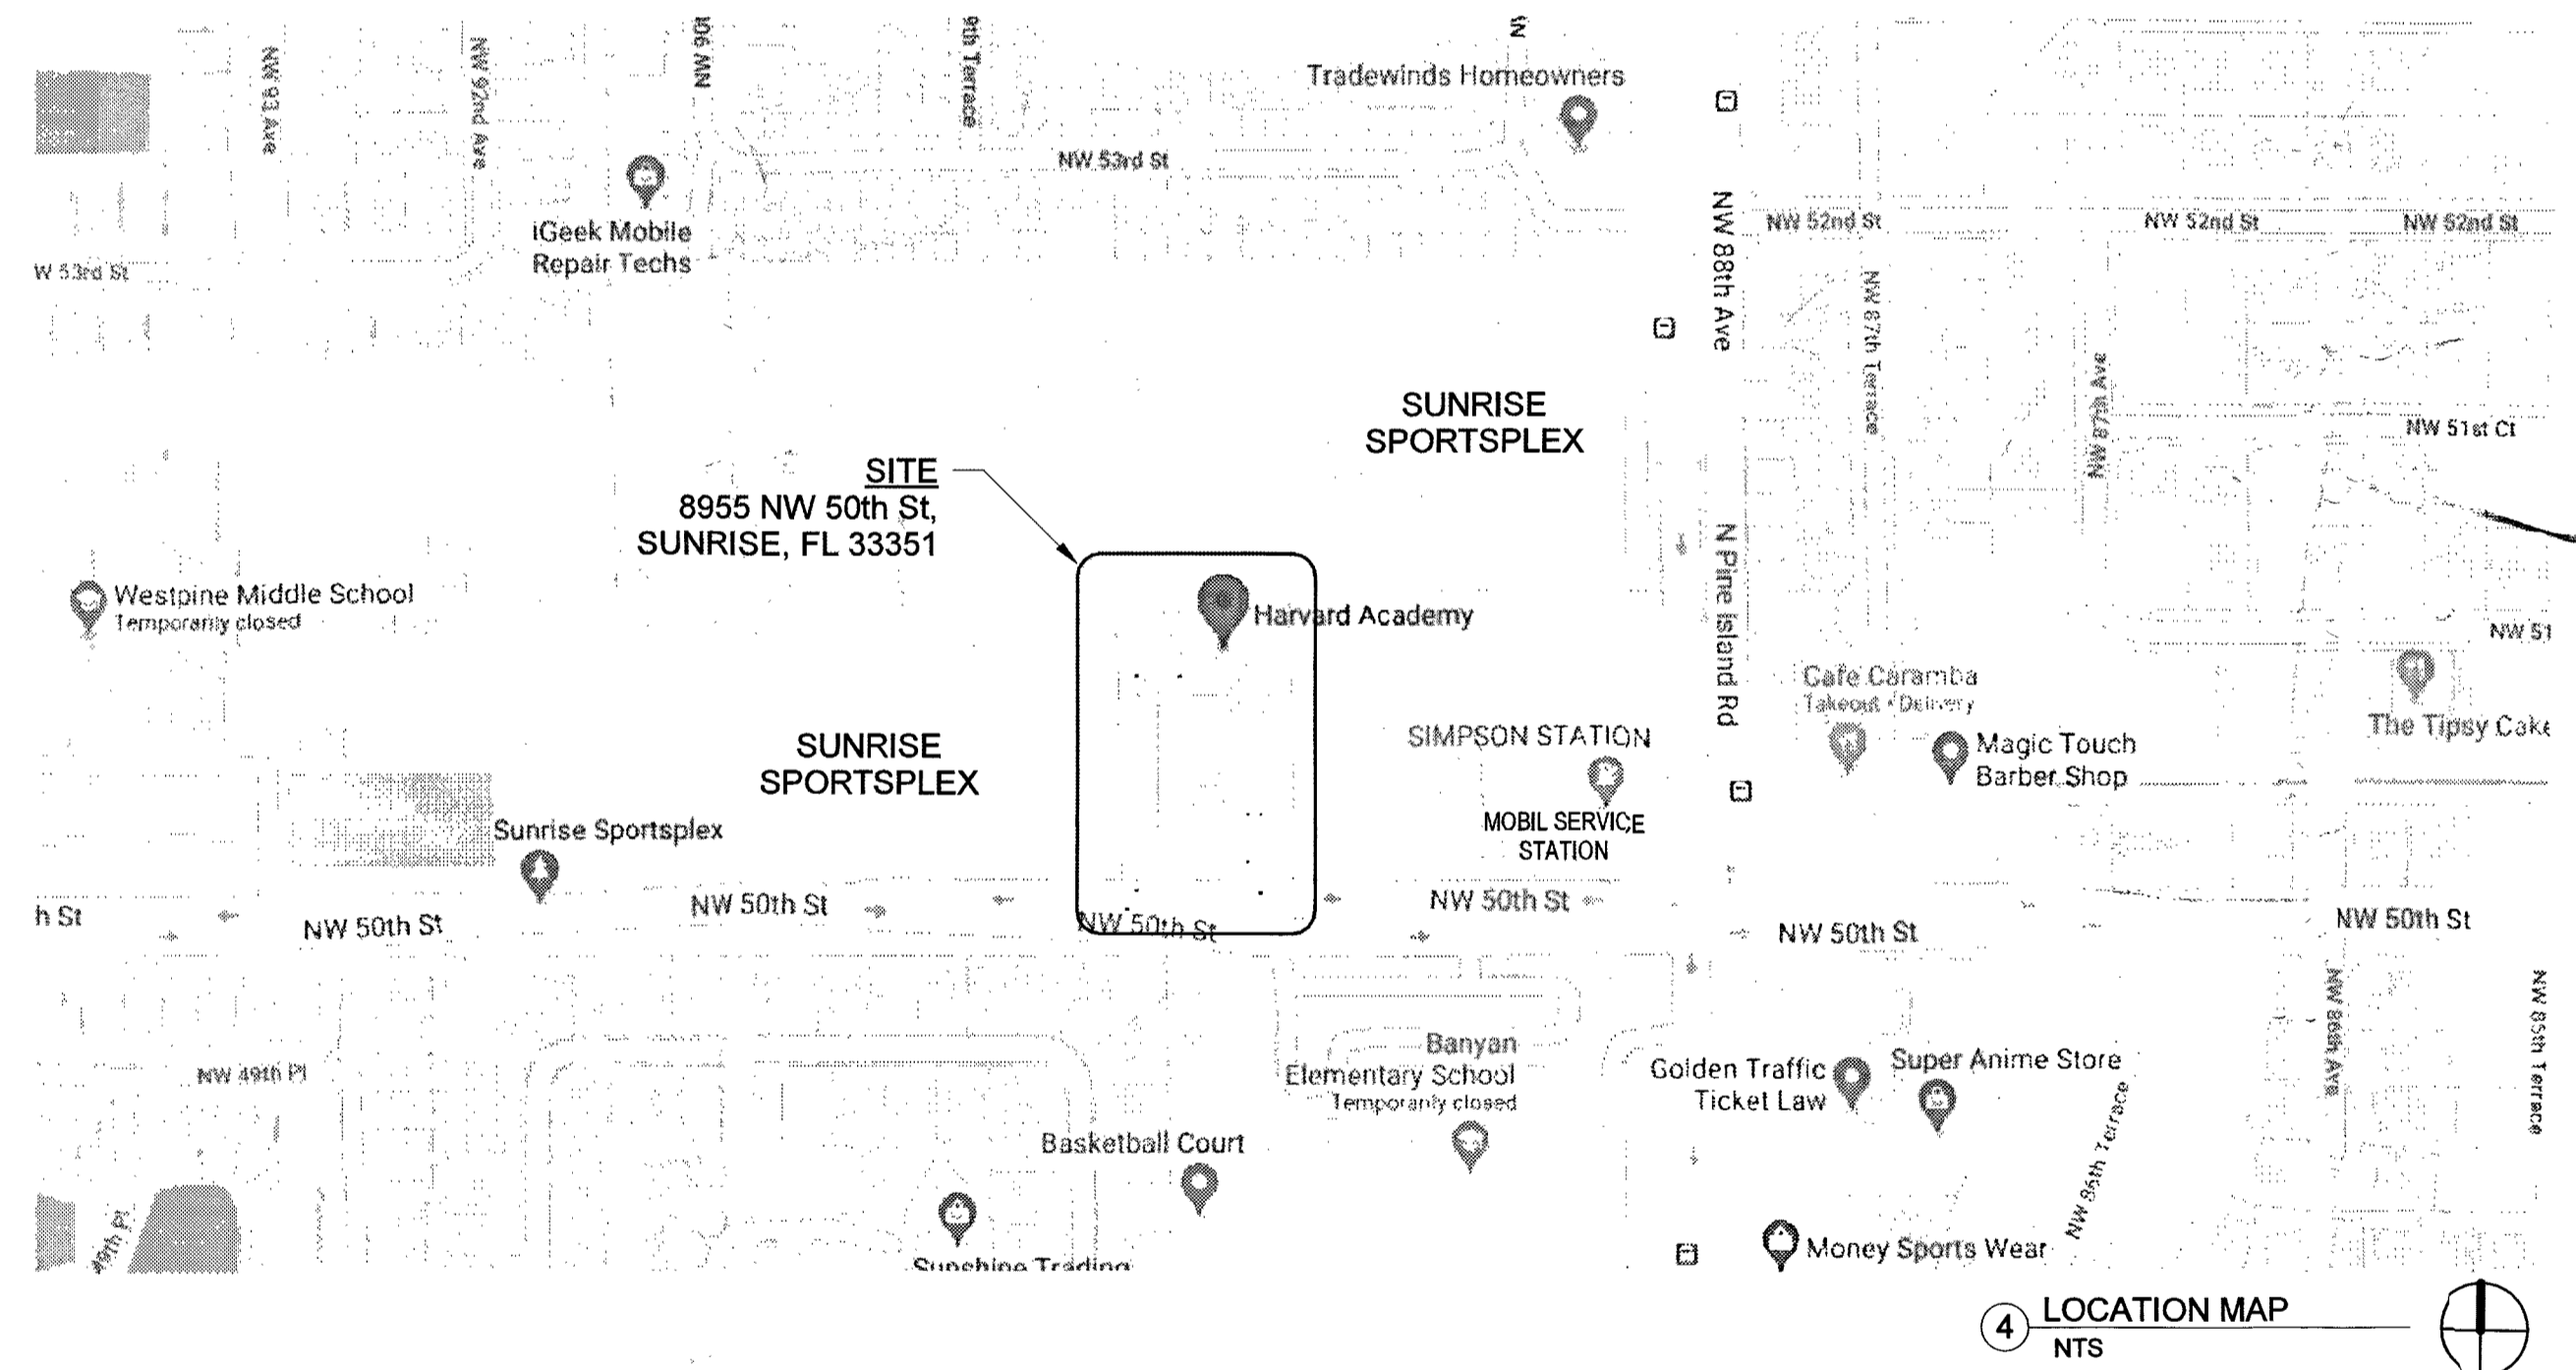 NW 93 Ave
NW 92nd Ave
NW 90
9th Terrace
N
Tradewinds Homeowners
NW 53rd St
iGeek Mobile
Repair Techs
W 53rd St
NW 88th Ave
NW 52nd St
NW 52nd St
NW 52nd St
NW 87th Terrace
NW 87th Ave
NW 51st Ct
SUNRISE
SPORTSPLEX
SITE
8955 NW 50th St,
SUNRISE, FL 33351
Westpine Middle School
Temporarily closed
Harvard Academy
N Pine Island Rd
NW 51
Cafe Caramba
Takeout · Delivery
The Tipsy Cake
Magic Touch
Barber Shop
SIMPSON STATION
MOBIL SERVICE
STATION
SUNRISE
SPORTSPLEX
Sunrise Sportsplex
h St
NW 50th St
NW 50th St
NW 50th St
NW 50th St
NW 50th St
NW 50th St
NW 86th Ave
NW 85th Terrace
NW 49th Pl
Banyan
Elementary School
Temporarily closed
Golden Traffic
Ticket Law
Super Anime Store
NW 86th Terrace
Basketball Court
49th Pl
Sunshine Trading
Money Sports Wear
4
LOCATION MAP
NTS